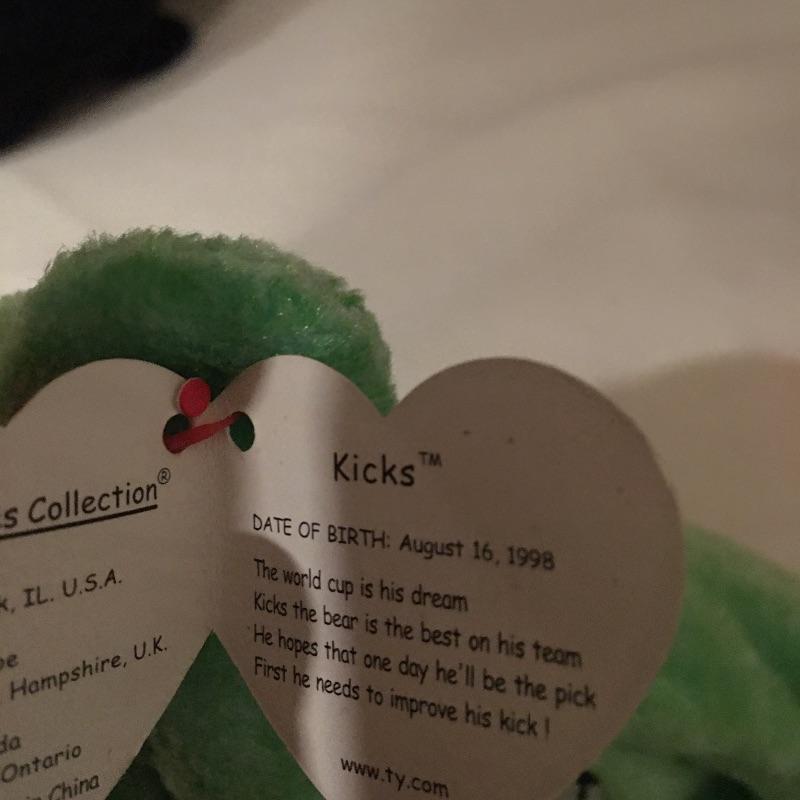 s Collection®
k, IL. U.S.A.
Hampshire, U.K.
Ontario
China
Kicks™
DATE OF BIRTH: August 16, 1998
The world cup is his dream
Kicks the bear is the best on his team
He hopes that one day he'll be the pick
First he needs to improve his kick !
www.ty.com